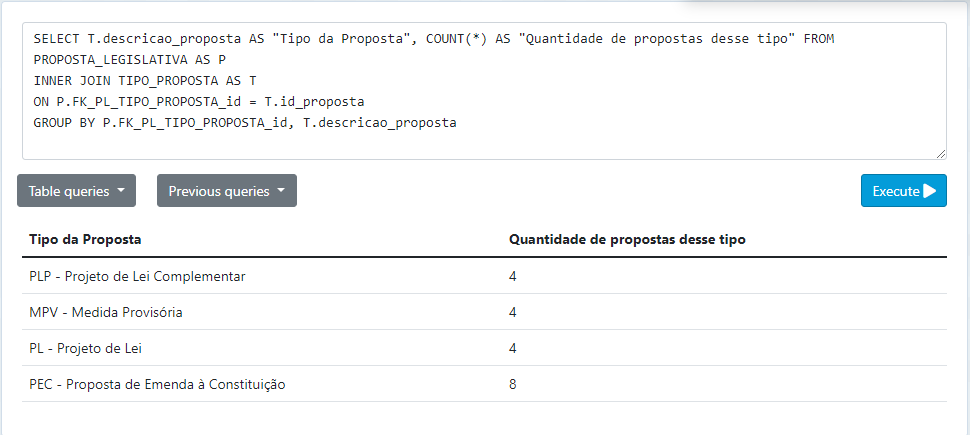 SELECT T.descricao_proposta AS "Tipo da Proposta", COUNT(*) AS "Quantidade de propostas desse tipo" FROM
PROPOSTA_LEGISLATIVA AS P
INNER JOIN TIPO_PROPOSTA AS T
ON P.FK_PL_TIPO_PROPOSTA_id = T.id_proposta
GROUP BY P.FK_PL_TIPO_PROPOSTA_id, T.descricao_proposta
Table queries Previous queries Execute
Tipo da Proposta Quantidade de propostas desse tipo
PLP - Projeto de Lei Complementar 4
MPV - Medida Provisória 4
PL - Projeto de Lei 4
PEC - Proposta de Emenda à Constituição 8